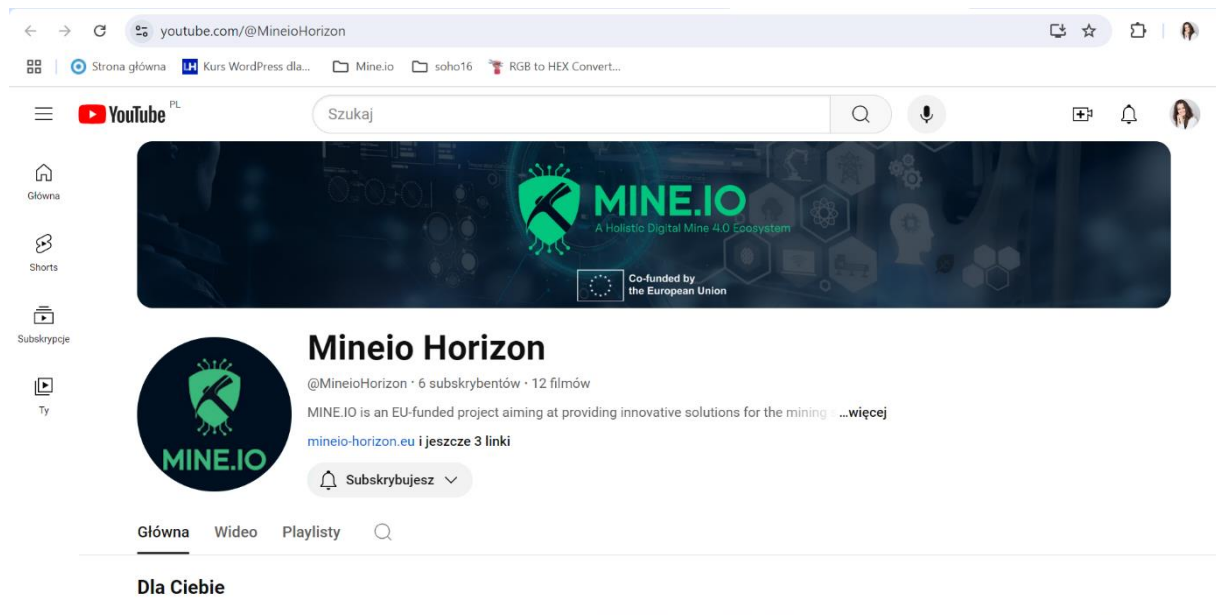 youtube.com/@MineioHorizon
Strona główna LH Kurs WordPress dla... Mine.io soho16 RGB to HEX Convert...
YouTube PL
Szukaj
Główna
Shorts
Subskrypcje
Ty
MINE.IO
A Holistic Digital Mine 4.0 Ecosystem
Co-funded by
the European Union
MINE.IO
Mineio Horizon
@MineioHorizon · 6 subskrybentów · 12 filmów
MINE.IO is an EU-funded project aiming at providing innovative solutions for the mining ...więcej
mineio-horizon.eu i jeszcze 3 linki
Subskrybujesz
Główna Wideo Playlisty
Dla Ciebie